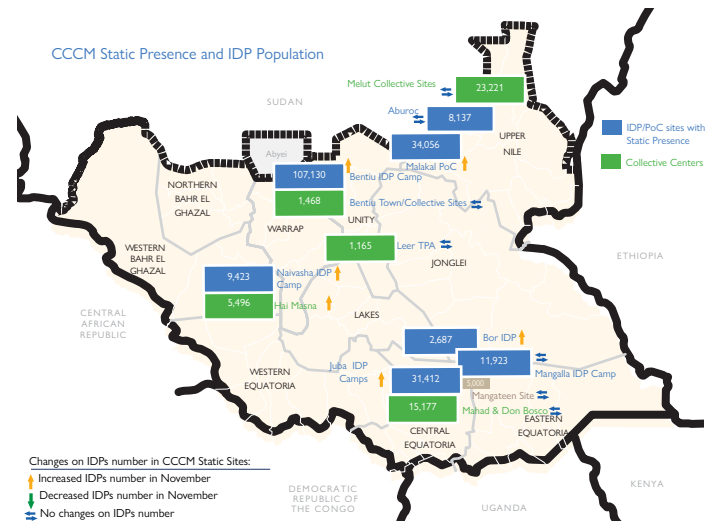 CCCM Static Presence and IDP Population
Melut Collective Sites
23,221
SUDAN
Aburoc
8,137
IDP/PoC sites with
Static Presence
34,056
UPPER
NILE
Collective Centers
Abyei
Malakal PoC
107,130
Bentiu IDP Camp
NORTHERN
BAHR EL
GHAZAL
1,468
Bentiu Town/Collective Sites
UNITY
WARRAP
1,165
Leer TPA
WESTERN
BAHR EL
GHAZAL
JONGLEI
ETHIOPIA
9,423
Naivasha IDP
Camp
5,496
Hai Masna
CENTRAL
AFRICAN
REPUBLIC
LAKES
2,687
Bor IDP
11,923
Mangalla IDP Camp
Juba IDP
Camps
31,412
5,000
Mangateen Site
WESTERN
EQUATORIA
15,177
Mahad & Don Bosco
EASTERN
EQUATORIA
CENTRAL
EQUATORIA
Changes on IDPs number in CCCM Static Sites:
Increased IDPs number in November
Decreased IDPs number in November
No changes on IDPs number
DEMOCRATIC
REPUBLIC OF
THE CONGO
UGANDA
KENYA